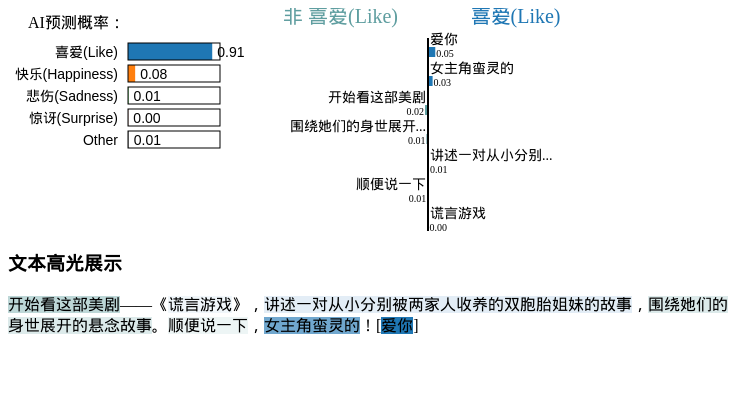 AI预测概率：
喜爱(Like) 0.91
快乐(Happiness) 0.08
悲伤(Sadness) 0.01
惊讶(Surprise) 0.00
Other 0.01
非 喜爱(Like) 喜爱(Like)
爱你
0.05
女主角蛮灵的
0.03
开始看这部美剧
0.02
围绕她们的身世展开...
0.01
讲述一对从小分别...
0.01
顺便说一下
0.01
谎言游戏
0.00
文本高光展示
开始看这部美剧——《谎言游戏》，讲述一对从小分别被两家人收养的双胞胎姐妹的故事，围绕她们的
身世展开的悬念故事。顺便说一下，女主角蛮灵的！[爱你]